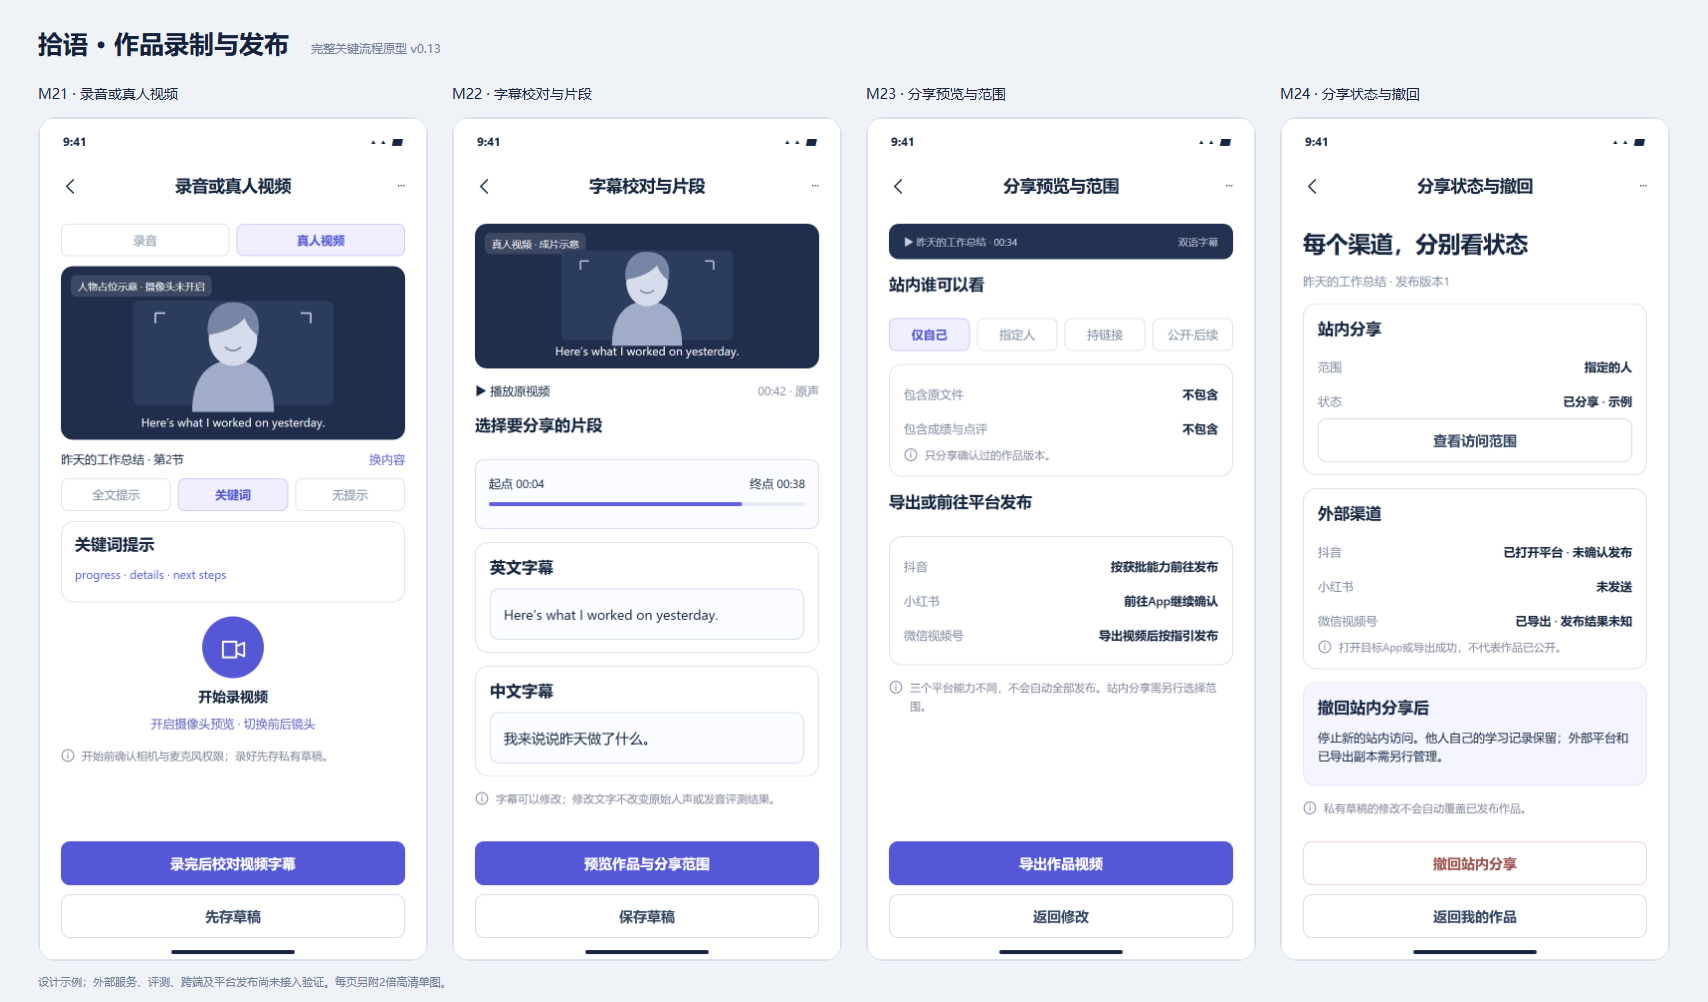 拾语·作品录制与发布 完整关键流程原型 v0.13
M21 · 录音或真人视频
9:41
录音或真人视频
录音 真人视频
人物占位示意 · 摄像头未开启
Here's what I worked on yesterday.
昨天的工作总结 · 第2节 换内容
全文提示 关键词 无提示
关键词提示
progress · details · next steps
开始录视频
开启摄像头预览 · 切换前后镜头
开始前确认相机与麦克风权限；录好先存私有草稿。
录完后校对视频字幕
先存草稿
M22 · 字幕校对与片段
9:41
字幕校对与片段
真人视频 · 成片示意
Here's what I worked on yesterday.
播放原视频 00:42 · 原声
选择要分享的片段
起点 00:04 终点 00:38
英文字幕
Here's what I worked on yesterday.
中文字幕
我来说说昨天做了什么。
字幕可以修改；修改文字不改变原始人声或发音评测结果。
预览作品与分享范围
保存草稿
M23 · 分享预览与范围
9:41
分享预览与范围
昨天的工作总结 · 00:34 双语字幕
站内谁可以看
仅自己 指定人 持链接 公开·后续
包含原文件 不包含
包含成绩与点评 不包含
只分享确认过的作品版本。
导出或前往平台发布
抖音 按获批能力前往发布
小红书 前往App继续确认
微信视频号 导出视频后按指引发布
三个平台能力不同，不会自动全部发布。站内分享需另行选择范
围。
导出作品视频
返回修改
M24 · 分享状态与撤回
9:41
分享状态与撤回
每个渠道，分别看状态
昨天的工作总结 · 发布版本1
站内分享
范围 指定的人
状态 已分享 · 示例
查看访问范围
外部渠道
抖音 已打开平台 · 未确认发布
小红书 未发送
微信视频号 已导出 · 发布结果未知
打开目标App或导出成功，不代表作品已公开。
撤回站内分享后
停止新的站内访问。他人自己的学习记录保留；外部平台和
已导出副本需另行管理。
私有草稿的修改不会自动覆盖已发布作品。
撤回站内分享
返回我的作品
设计示例；外部服务、评测、跨端及平台发布尚未接入验证。每页另附2倍高清单图。